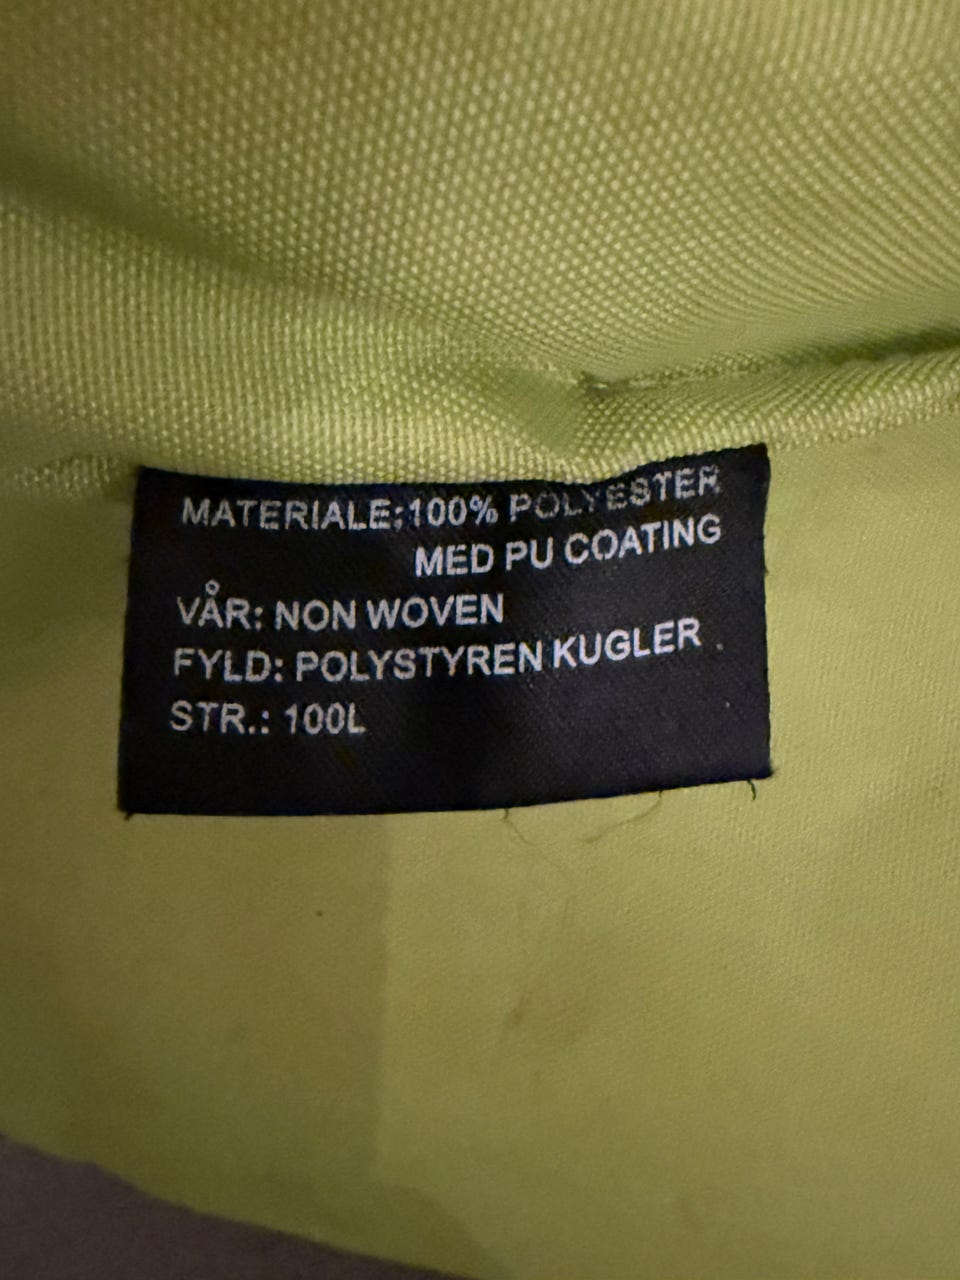 MATERIALE:100% POLYESTER
MED PU COATING
VÅR: NON WOVEN
FYLD: POLYSTYREN KUGLER
STR.: 100L